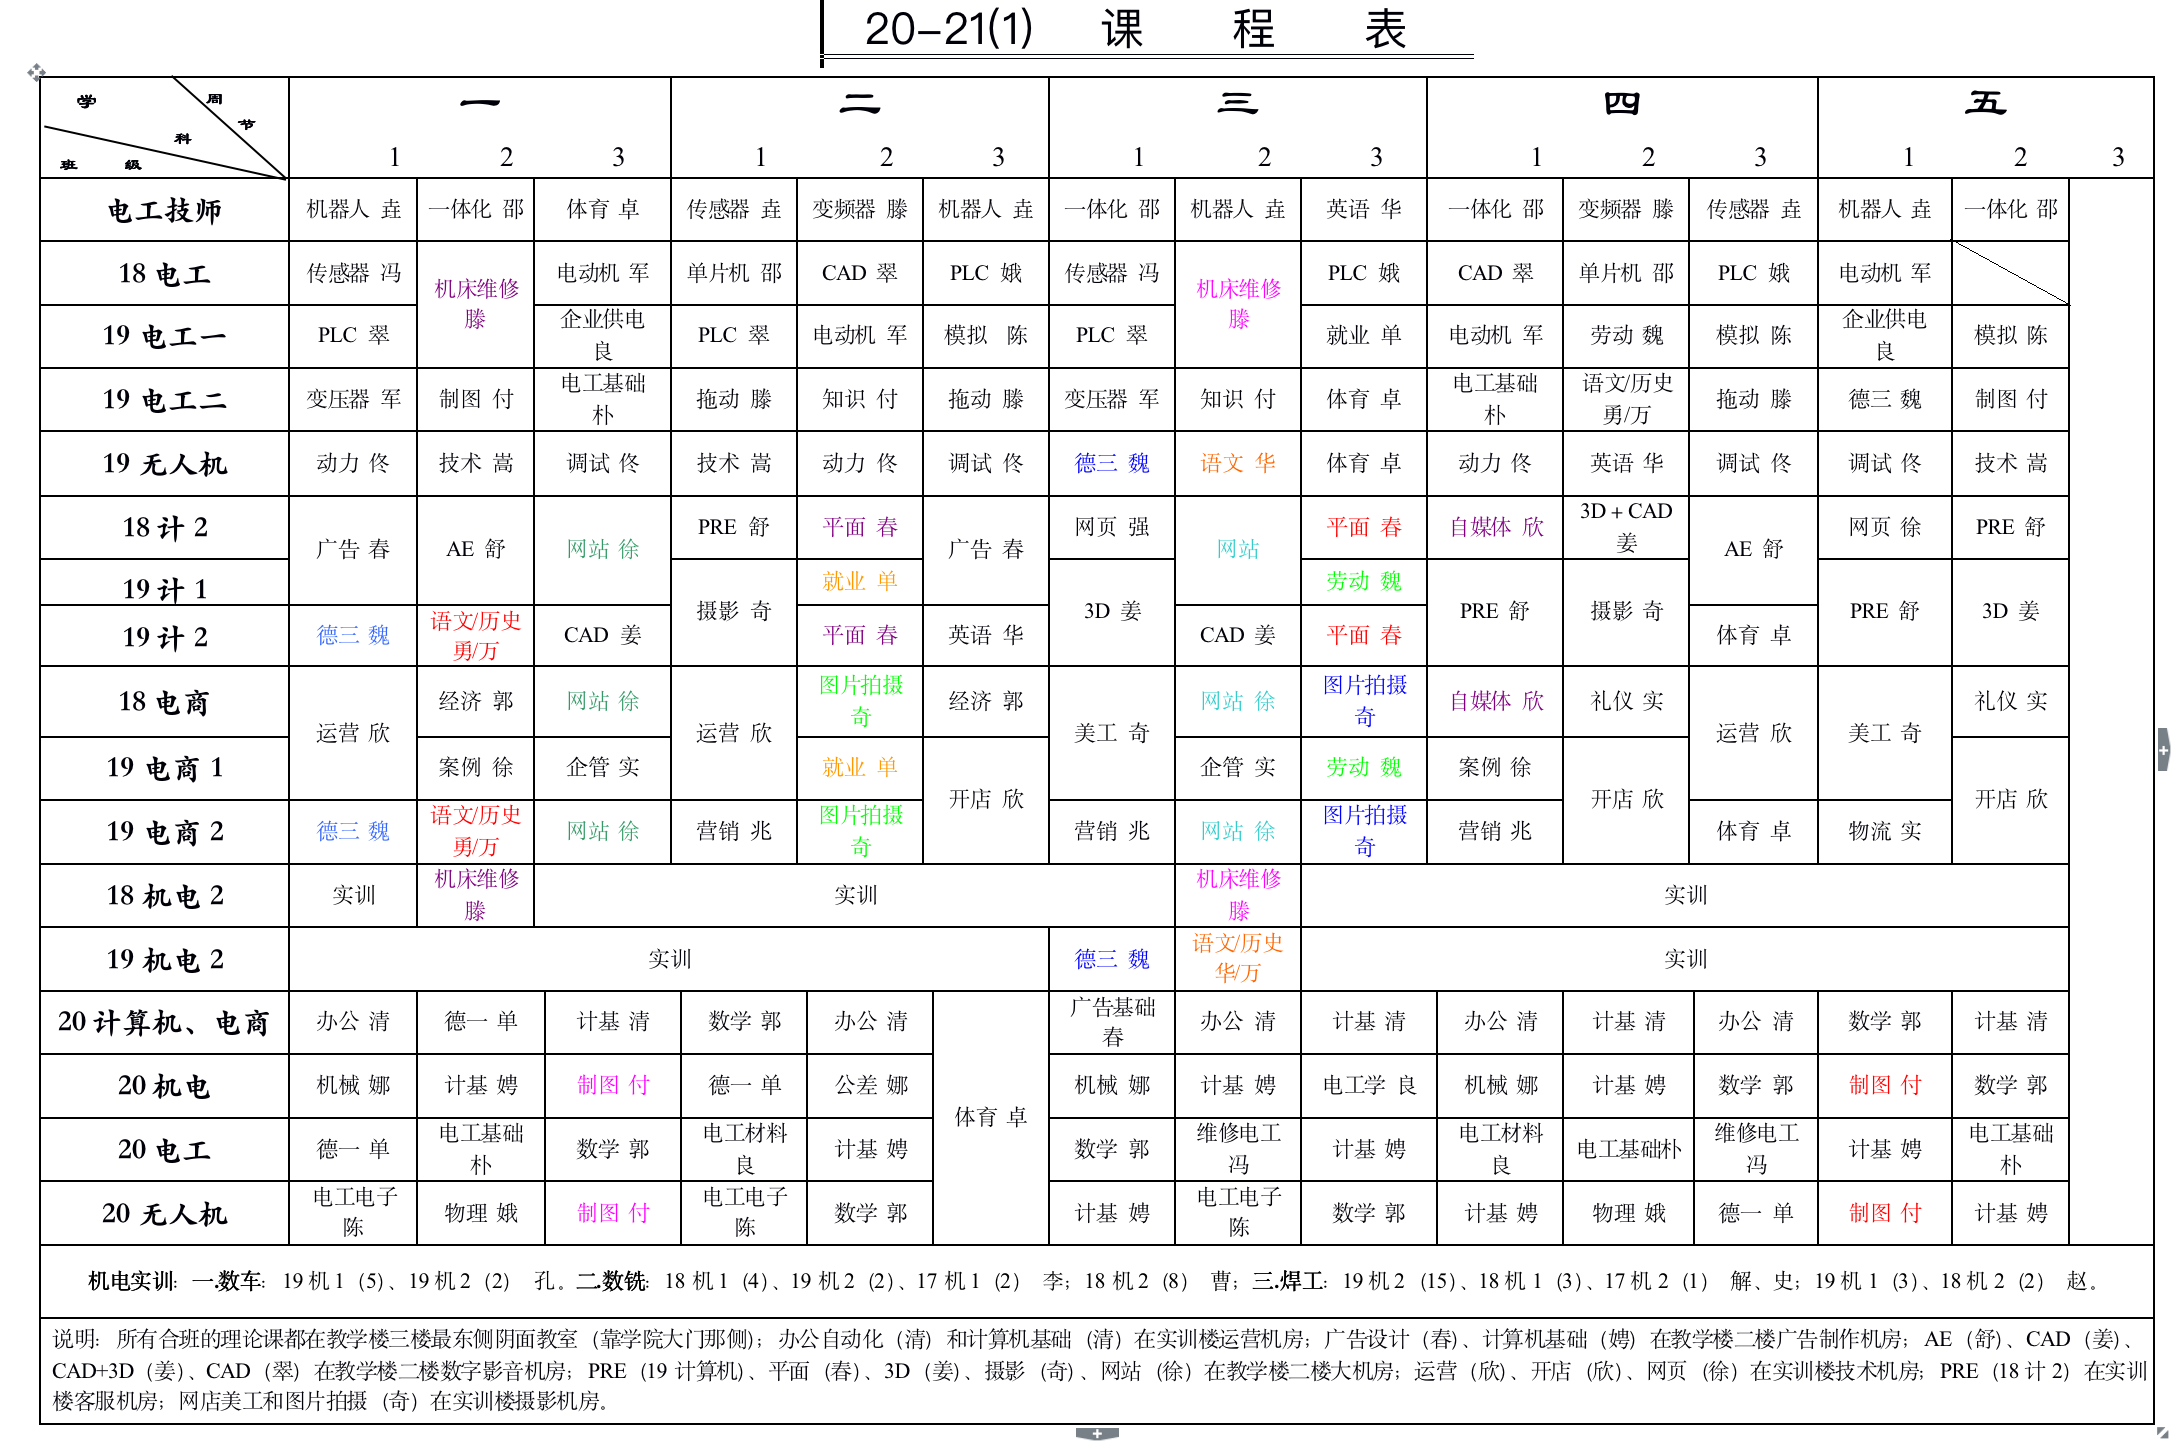 20-21(1) 课 程 表
学 周 节 科 班 级
一 二 三 四 五
1 2 3 1 2 3 1 2 3 1 2 3 1 2 3
电工技师 机器人 垚 一体化 邵 体育 卓 传感器 垚 变频器 滕 机器人 垚 一体化 邵 机器人 垚 英语 华 一体化 邵 变频器 滕 传感器 垚 机器人 垚 一体化 邵
18 电工 传感器 冯 机床维修 滕 电动机 军 单片机 邵 CAD 翠 PLC 娥 传感器 冯 机床维修 滕 PLC 娥 CAD 翠 单片机 邵 PLC 娥 电动机 军
19 电工一 PLC 翠 企业供电 良 PLC 翠 电动机 军 模拟 陈 PLC 翠 就业 单 电动机 军 劳动 魏 模拟 陈 企业供电 良 模拟 陈
19 电工二 变压器 军 制图 付 电工基础 朴 拖动 滕 知识 付 拖动 滕 变压器 军 知识 付 体育 卓 电工基础 朴 语文/历史 勇/万 拖动 滕 德三 魏 制图 付
19 无人机 动力 佟 技术 嵩 调试 佟 技术 嵩 动力 佟 调试 佟 德三 魏 语文 华 体育 卓 动力 佟 英语 华 调试 佟 调试 佟 技术 嵩
18 计 2 广告 春 AE 舒 网站 徐 PRE 舒 平面 春 广告 春 网页 强 网站 平面 春 自媒体 欣 3D + CAD 姜 AE 舒 网页 徐 PRE 舒
19 计 1 摄影 奇 就业 单 3D 姜 劳动 魏 PRE 舒 摄影 奇 PRE 舒 3D 姜
19 计 2 德三 魏 语文/历史 勇/万 CAD 姜 平面 春 英语 华 CAD 姜 平面 春 体育 卓
18 电商 运营 欣 经济 郭 网站 徐 运营 欣 图片拍摄 奇 经济 郭 美工 奇 网站 徐 图片拍摄 奇 自媒体 欣 礼仪 实 运营 欣 美工 奇 礼仪 实
19 电商 1 案例 徐 企管 实 就业 单 开店 欣 企管 实 劳动 魏 案例 徐 开店 欣 开店 欣
19 电商 2 德三 魏 语文/历史 勇/万 网站 徐 营销 兆 图片拍摄 奇 营销 兆 网站 徐 图片拍摄 奇 营销 兆 体育 卓 物流 实
18 机电 2 实训 机床维修 滕 实训 机床维修 滕 实训
19 机电 2 实训 德三 魏 语文/历史 华/万 实训
20 计算机、电商 办公 清 德一 单 计基 清 数学 郭 办公 清 体育 卓 广告基础 春 办公 清 计基 清 办公 清 计基 清 办公 清 数学 郭 计基 清
20 机电 机械 娜 计基 娉 制图 付 德一 单 公差 娜 机械 娜 计基 娉 电工学 良 机械 娜 计基 娉 数学 郭 制图 付 数学 郭
20 电工 德一 单 电工基础 朴 数学 郭 电工材料 良 计基 娉 数学 郭 维修电工 冯 计基 娉 电工材料 良 电工基础朴 维修电工 冯 计基 娉 电工基础 朴
20 无人机 电工电子 陈 物理 娥 制图 付 电工电子 陈 数学 郭 计基 娉 电工电子 陈 数学 郭 计基 娉 物理 娥 德一 单 制图 付 计基 娉
机电实训：一.数车：19 机 1（5）、19 机 2（2） 孔。二.数铣：18 机 1（4）、19 机 2（2）、17 机 1（2） 李；18 机 2（8） 曹；三.焊工：19 机 2（15）、18 机 1（3）、17 机 2（1） 解、史；19 机 1（3）、18 机 2（2） 赵。
说明：所有合班的理论课都在教学楼三楼最东侧阴面教室（靠学院大门那侧）；办公自动化（清）和计算机基础（清）在实训楼运营机房；广告设计（春）、计算机基础（娉）在教学楼二楼广告制作机房；AE（舒）、CAD（姜）、
CAD+3D（姜）、CAD（翠）在教学楼二楼数字影音机房；PRE（19 计算机）、平面（春）、3D（姜）、摄影（奇）、网站（徐）在教学楼二楼大机房；运营（欣）、开店（欣）、网页（徐）在实训楼技术机房；PRE（18 计 2）在实训
楼客服机房；网店美工和图片拍摄（奇）在实训楼摄影机房。